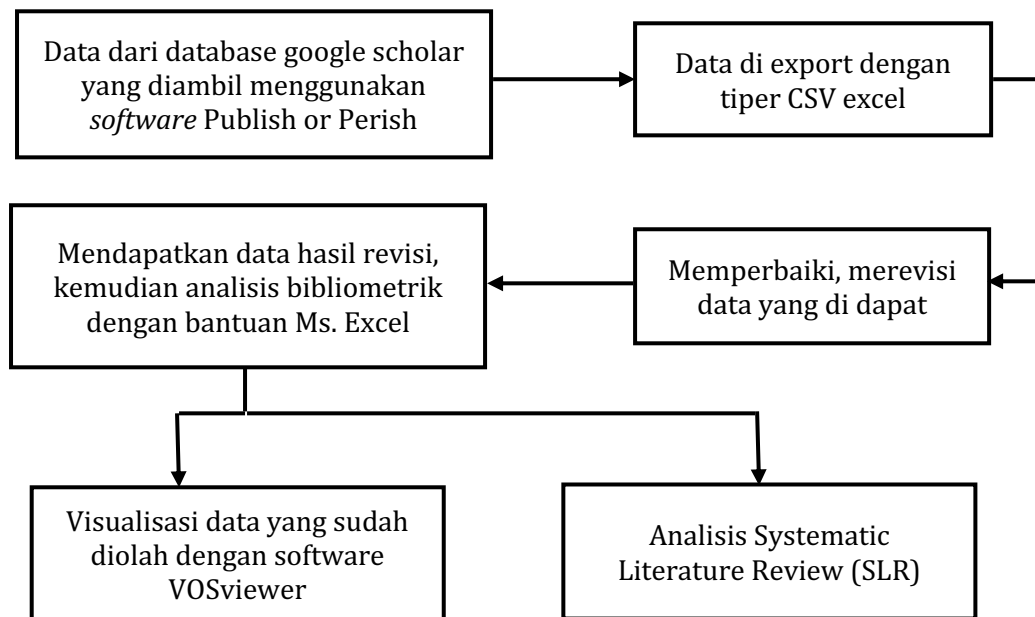 Data dari database google scholar
yang diambil menggunakan
software Publish or Perish
Data di export dengan
tiper CSV excel
Memperbaiki, merevisi
data yang di dapat
Mendapatkan data hasil revisi,
kemudian analisis bibliometrik
dengan bantuan Ms. Excel
Visualisasi data yang sudah
diolah dengan software
VOSviewer
Analisis Systematic
Literature Review (SLR)